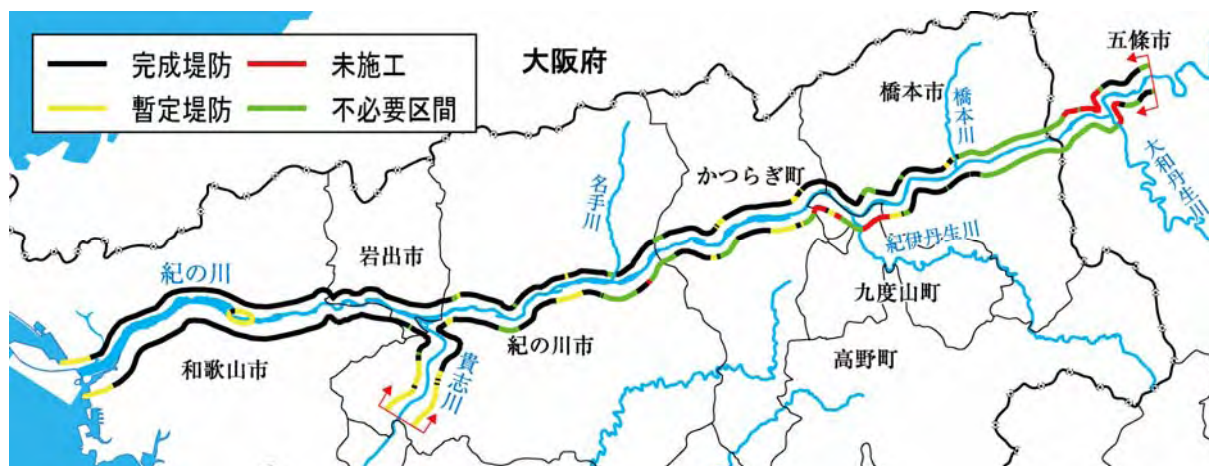 完成堤防
未施工
暫定堤防
不必要区間
大阪府
五條市
橋本市
橋本川
大和丹生川
かつらぎ町
名手川
紀伊丹生川
岩出市
紀の川
九度山町
紀の川市
高野町
和歌山市
貴志川